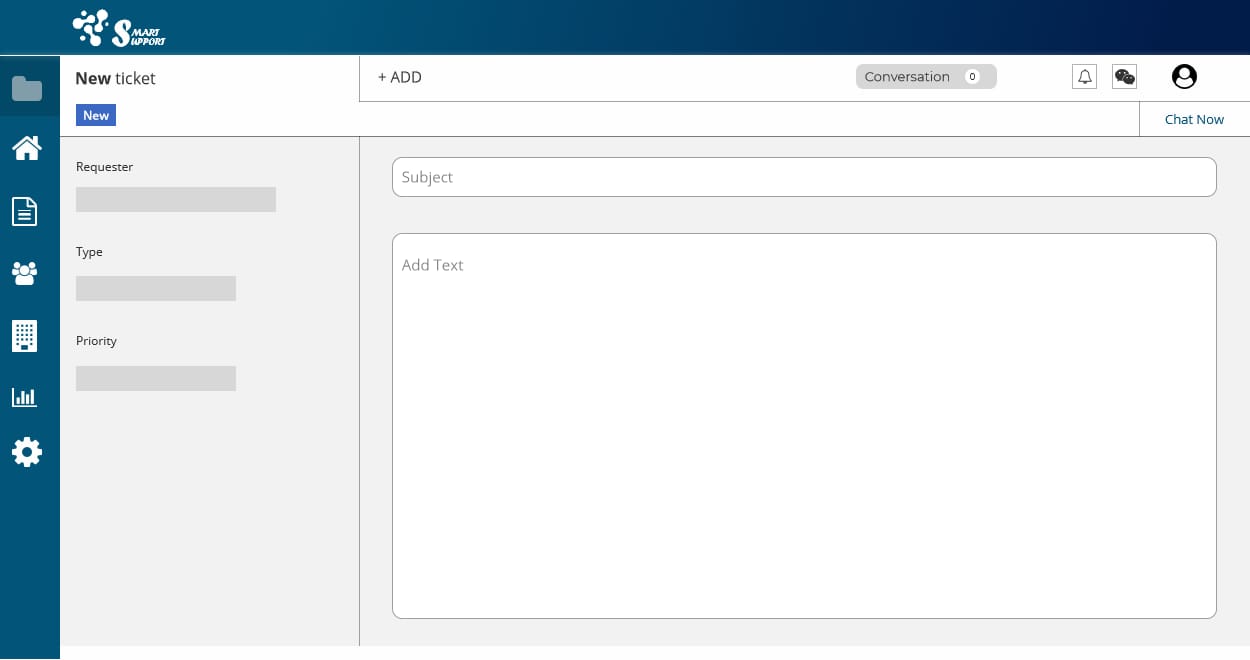 SMART
SUPPORT
New ticket
+ ADD
Conversation 0
New
Chat Now
Requester
Subject
Type
Add Text
Priority